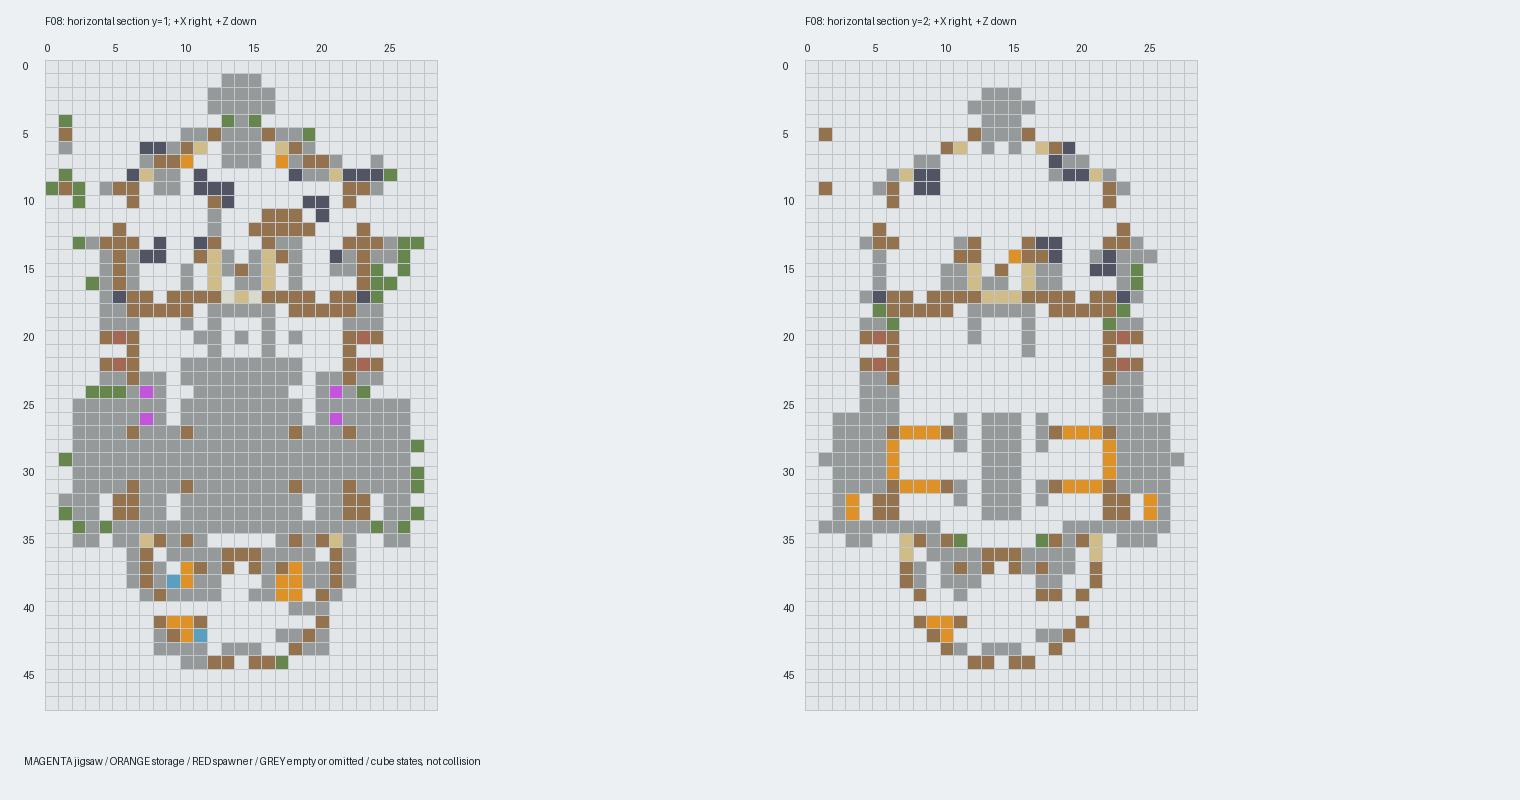 F08: horizontal section y=1; +X right, +Z down
F08: horizontal section y=2; +X right, +Z down
0 5 10 15 20 25
0 5 10 15 20 25
0 0
5 5
10 10
15 15
20 20
25 25
30 30
35 35
40 40
45 45
MAGENTA jigsaw / ORANGE storage / RED spawner / GREY empty or omitted / cube states, not collision